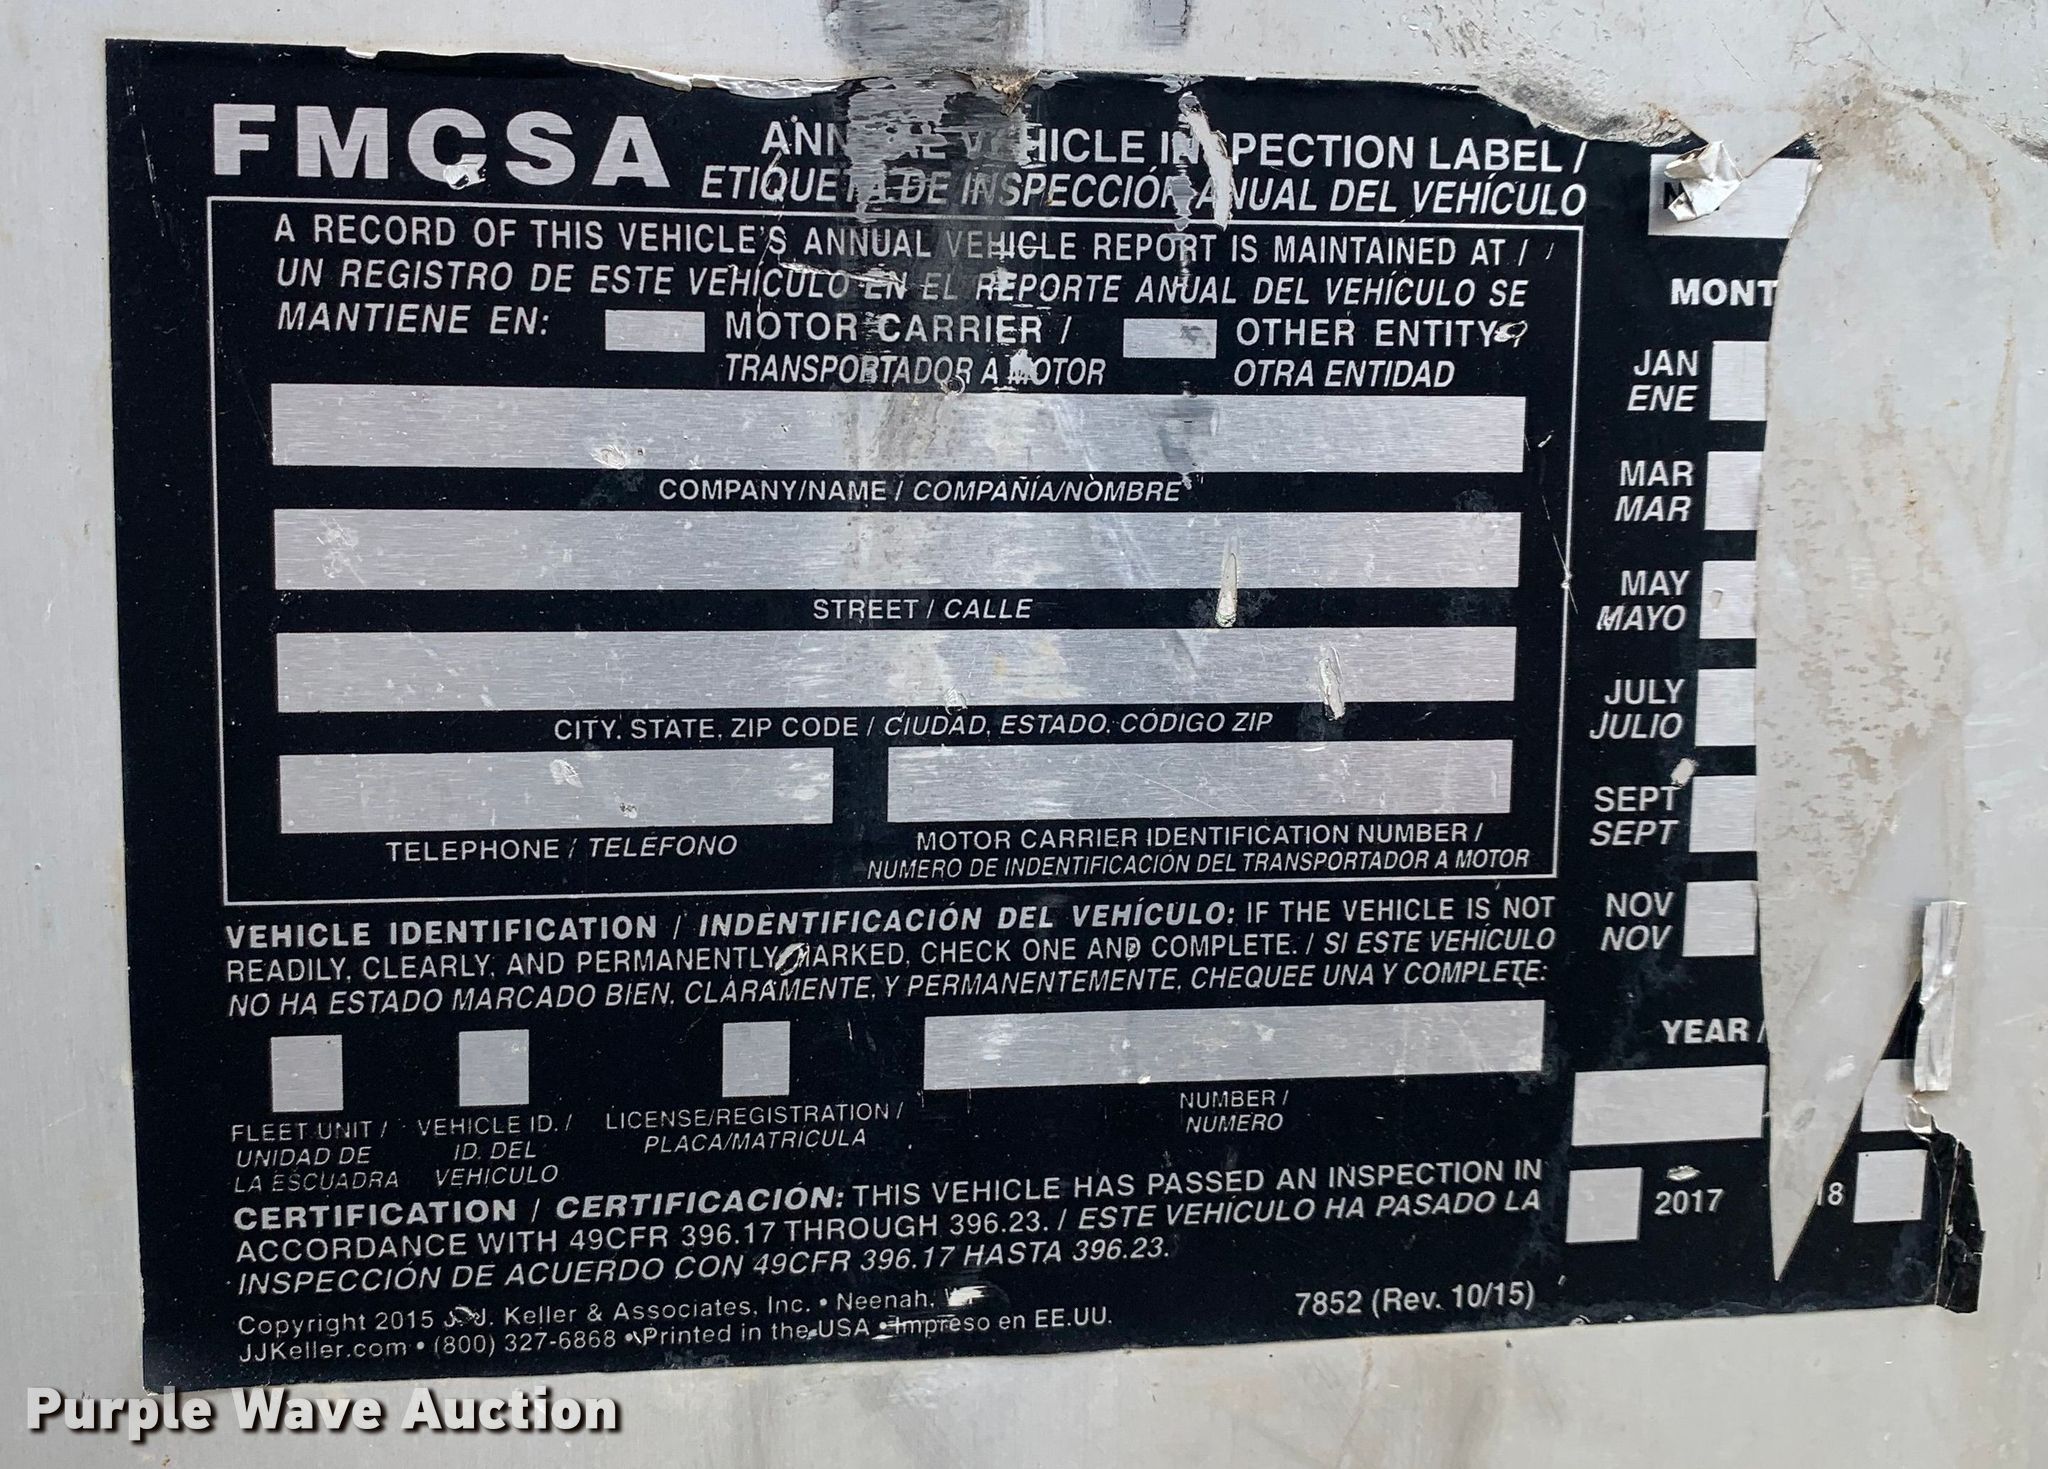 FMCSA
ANNUAL VEHICLE INSPECTION LABEL /
ETIQUETA DE INSPECCIÓN ANUAL DEL VEHÍCULO
A RECORD OF THIS VEHICLE'S ANNUAL VEHICLE REPORT IS MAINTAINED AT /
UN REGISTRO DE ESTE VEHÍCULO EN EL REPORTE ANUAL DEL VEHÍCULO SE
MANTIENE EN:
MOTOR CARRIER /
TRANSPORTADOR A MOTOR
OTHER ENTITY
OTRA ENTIDAD
COMPANY/NAME / COMPAÑÍA/NOMBRE
STREET / CALLE
CITY, STATE, ZIP CODE / CIUDAD, ESTADO, CÓDIGO ZIP
TELEPHONE / TELÉFONO
MOTOR CARRIER IDENTIFICATION NUMBER /
NUMERO DE INDENTIFICACIÓN DEL TRANSPORTADOR A MOTOR
VEHICLE IDENTIFICATION / INDENTIFICACIÓN DEL VEHÍCULO: IF THE VEHICLE IS NOT
READILY, CLEARLY, AND PERMANENTLY MARKED, CHECK ONE AND COMPLETE. / SI ESTE VEHÍCULO
NO HA ESTADO MARCADO BIEN, CLARAMENTE, Y PERMANENTEMENTE, CHEQUEE UNA Y COMPLETE:
FLEET UNIT /
UNIDAD DE
LA ESCUADRA
VEHICLE ID. /
ID. DEL
VEHÍCULO
LICENSE/REGISTRATION /
PLACA/MATRÍCULA
NUMBER /
NÚMERO
CERTIFICATION / CERTIFICACIÓN: THIS VEHICLE HAS PASSED AN INSPECTION IN
ACCORDANCE WITH 49CFR 396.17 THROUGH 396.23. / ESTE VEHÍCULO HA PASADO LA
INSPECCIÓN DE ACUERDO CON 49CFR 396.17 HASTA 396.23.
Copyright 2015 J. J. Keller & Associates, Inc. • Neenah,
JJKeller.com • (800) 327-6868 • Printed in the USA • Impreso en EE.UU.
7852 (Rev. 10/15)
MONT
JAN
ENE
MAR
MAR
MAY
MAYO
JULY
JULIO
SEPT
SEPT
NOV
NOV
YEAR /
2017
18
Purple Wave Auction